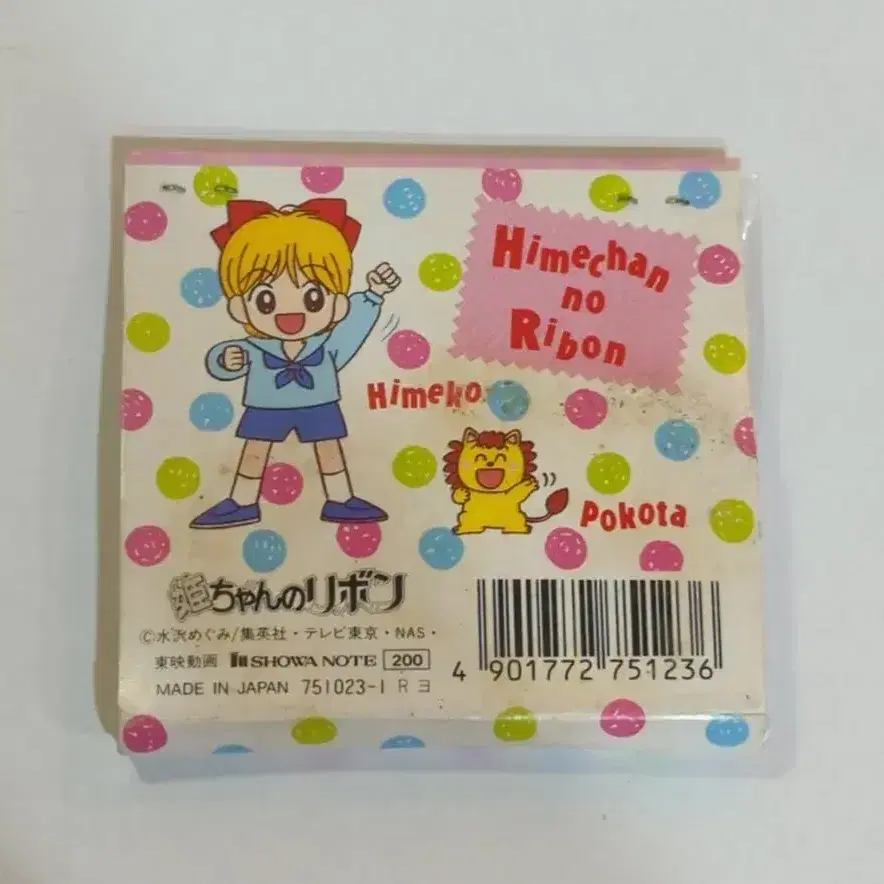 Himechan
no
Ribon
Himeko
Pokota
姫ちゃんのリボン
©水沢めぐみ/集英社・テレビ東京・NAS・
東映動画 SHOWA NOTE 200
MADE IN JAPAN 751023-1 R ヨ
4 901772 751236